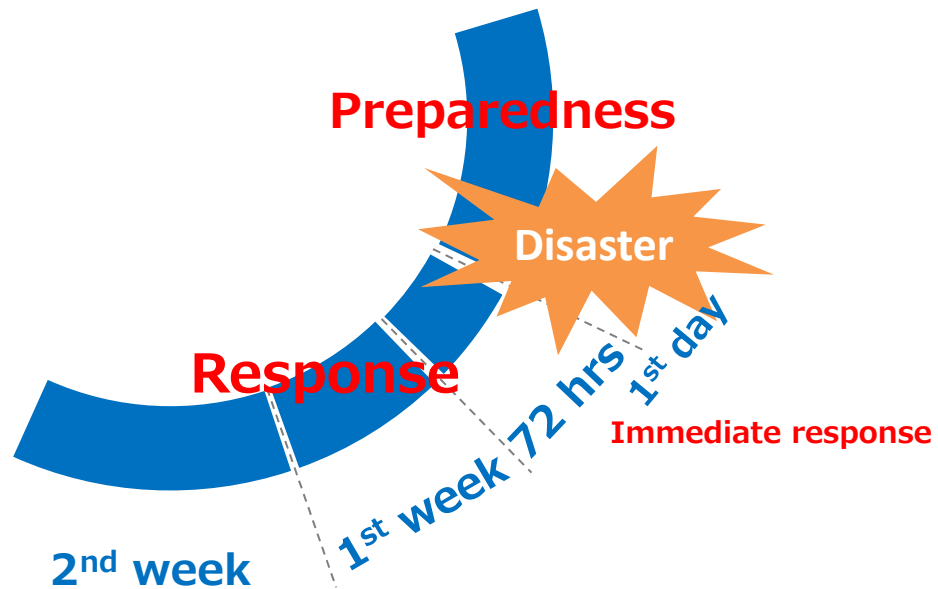 Preparedness
Disaster
1st day
72 hrs
Response
Immediate response
1st week
2nd week